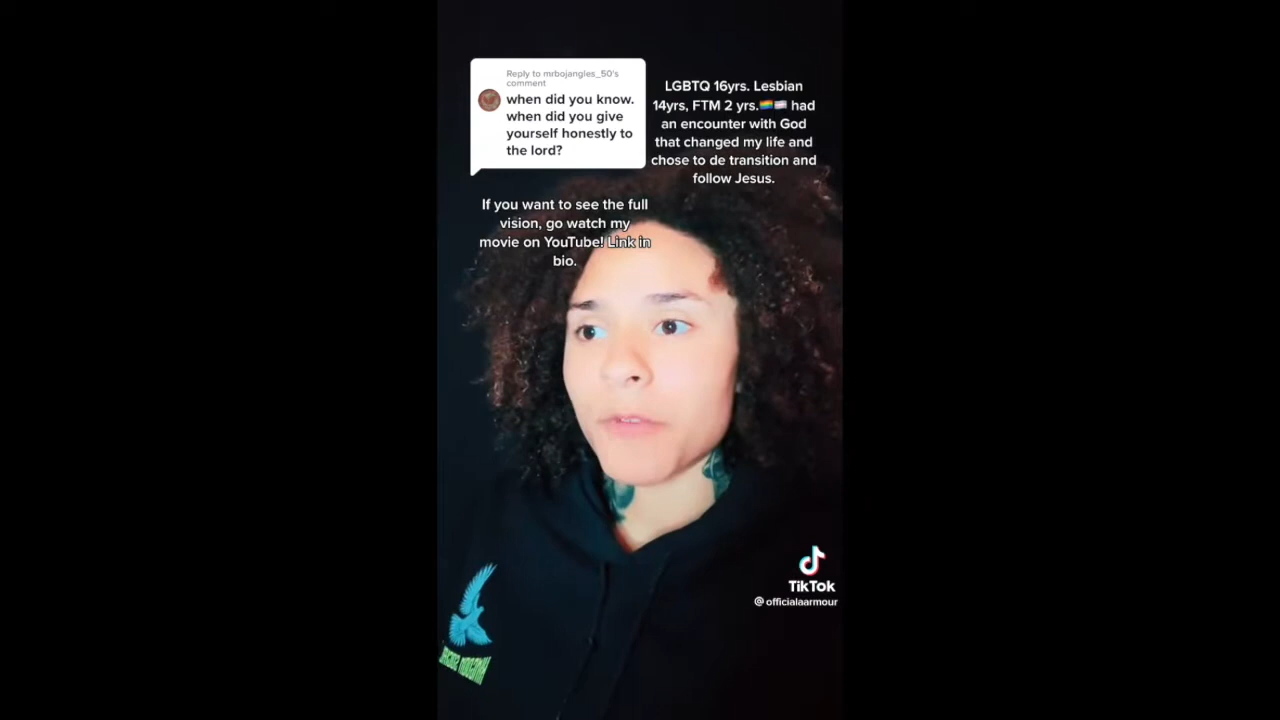 Reply to mrbojangles_50's
comment
when did you know.
when did you give
yourself honestly to
the lord?
LGBTQ 16yrs. Lesbian
14yrs, FTM 2 yrs.🏳️‍🌈🏳️‍⚧️ had
an encounter with God
that changed my life and
chose to de transition and
follow Jesus.
If you want to see the full
vision, go watch my
movie on YouTube! Link in
bio.
TikTok
@officialaarmour